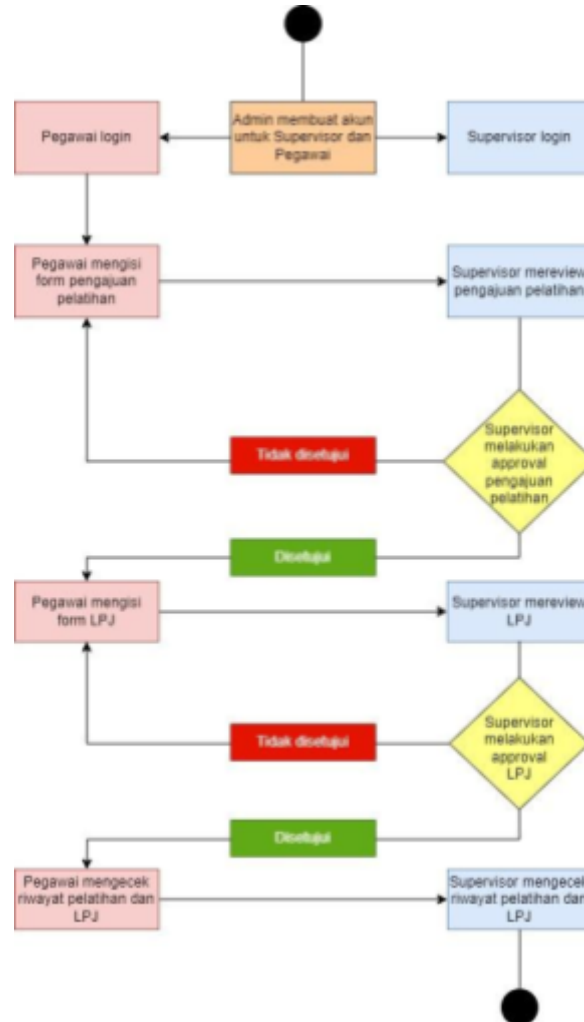 Admin membuat akun
untuk Supervisor dan
Pegawai
Pegawai login
Supervisor login
Pegawai mengisi
form pengajuan
pelatihan
Supervisor mereview
pengajuan pelatihan
Supervisor
melakukan
approval
pengajuan
pelatihan
Tidak disetujui
Disetujui
Pegawai mengisi
form LPJ
Supervisor mereview
LPJ
Supervisor
melakukan
approval
LPJ
Tidak disetujui
Disetujui
Pegawai mengecek
riwayat pelatihan dan
LPJ
Supervisor mengecek
riwayat pelatihan dan
LPJ